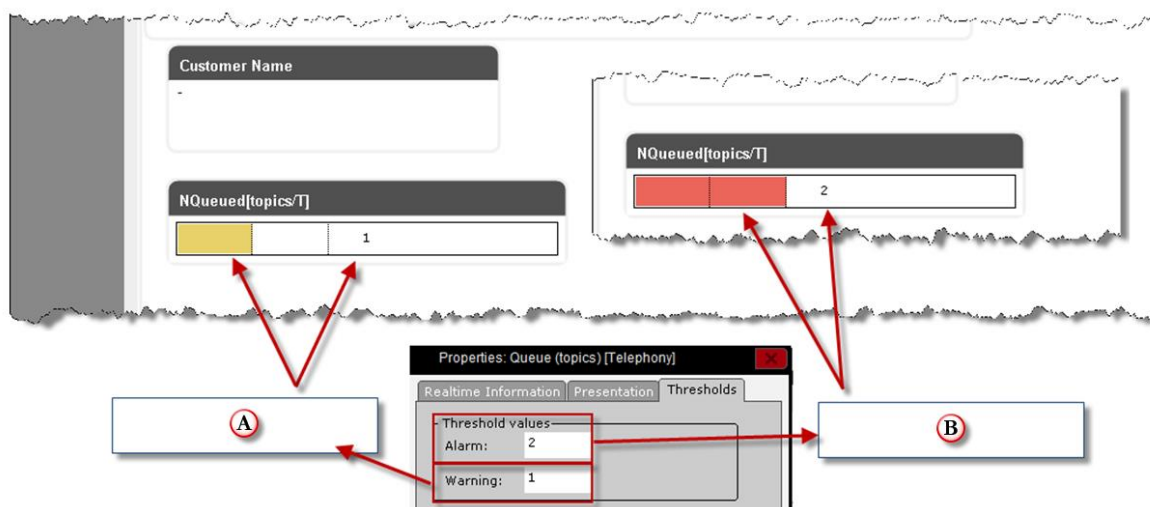 Customer Name
-
NQueued[topics/T]
1
NQueued[topics/T]
2
A
B
Properties: Queue (topics) [Telephony]
Realtime Information Presentation Thresholds
Threshold values
Alarm: 2
Warning: 1